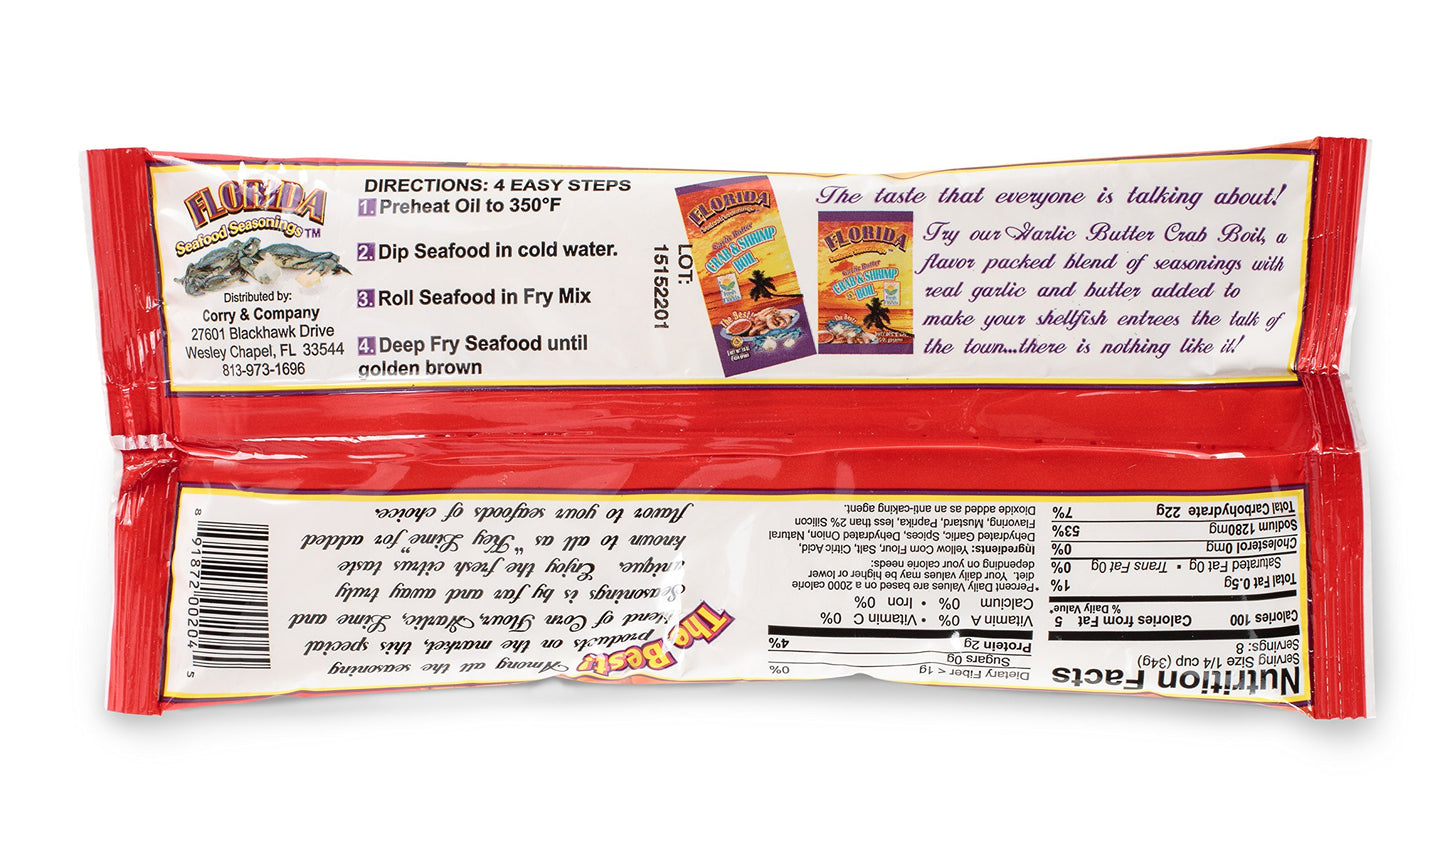 FLORIDA
Seafood Seasonings™
Distributed by:
Corry & Company
27601 Blackhawk Drive
Wesley Chapel, FL 33544
813-973-1696
DIRECTIONS: 4 EASY STEPS
1. Preheat Oil to 350°F
2. Dip Seafood in cold water.
3. Roll Seafood in Fry Mix
4. Deep Fry Seafood until
golden brown
LOT:
15152201
FLORIDA
Seafood Seasonings
Garlic Butter
CRAB & SHRIMP
BOIL
The Best!
FLORIDA
Seafood Seasonings
Garlic Butter
CRAB & SHRIMP
BOIL
The Best!
The taste that everyone is talking about!
Try our Garlic Butter Crab Boil, a
flavor packed blend of seasonings with
real garlic and butter added to
make your shellfish entrees the talk of
the town...there is nothing like it!
Nutrition Facts
Serving Size 1/4 cup (34g)
Servings: 8
Calories 100 Calories from Fat 5
% Daily Value*
Total Fat 0.5g 1%
Saturated Fat 0g • Trans Fat 0g 0%
Cholesterol 0mg 0%
Sodium 1280mg 53%
Total Carbohydrate 22g 7%
Dietary Fiber < 1g 0%
Sugars 0g
Protein 2g 4%
Vitamin A 0% • Vitamin C 0%
Calcium 0% • Iron 0%
*Percent Daily Values are based on a 2000 calorie
diet. Your daily values may be higher or lower
depending on your calorie needs:
Ingredients: Yellow Corn Flour, Salt, Citric Acid,
Dehydrated Garlic, Spices, Dehydrated Onion, Natural
Flavoring, Mustard, Paprika, less than 2% Silicon
Dioxide added as an anti-caking agent.
The Best!
Among all the seasoning
products on the market, this special
blend of Corn Flour, Garlic, Lime and
Seasonings is by far and away truly
unique. Enjoy the fresh citrus taste
known to all as "Key Lime" for added
flavor to your seafoods of choice.
8 91872 00204 5